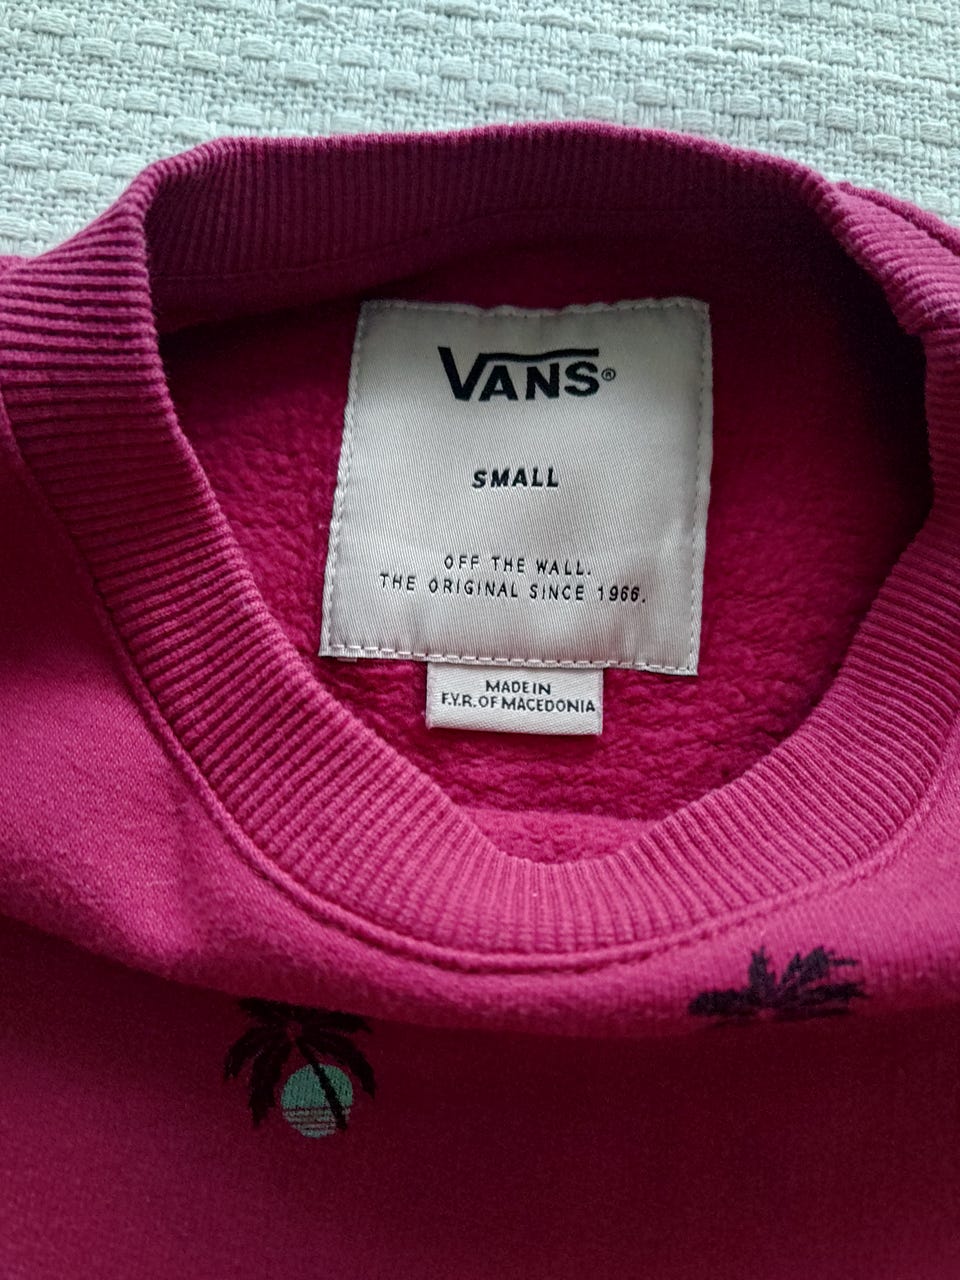 VANS®
SMALL
OFF THE WALL.
THE ORIGINAL SINCE 1966.
MADE IN
F.Y.R. OF MACEDONIA